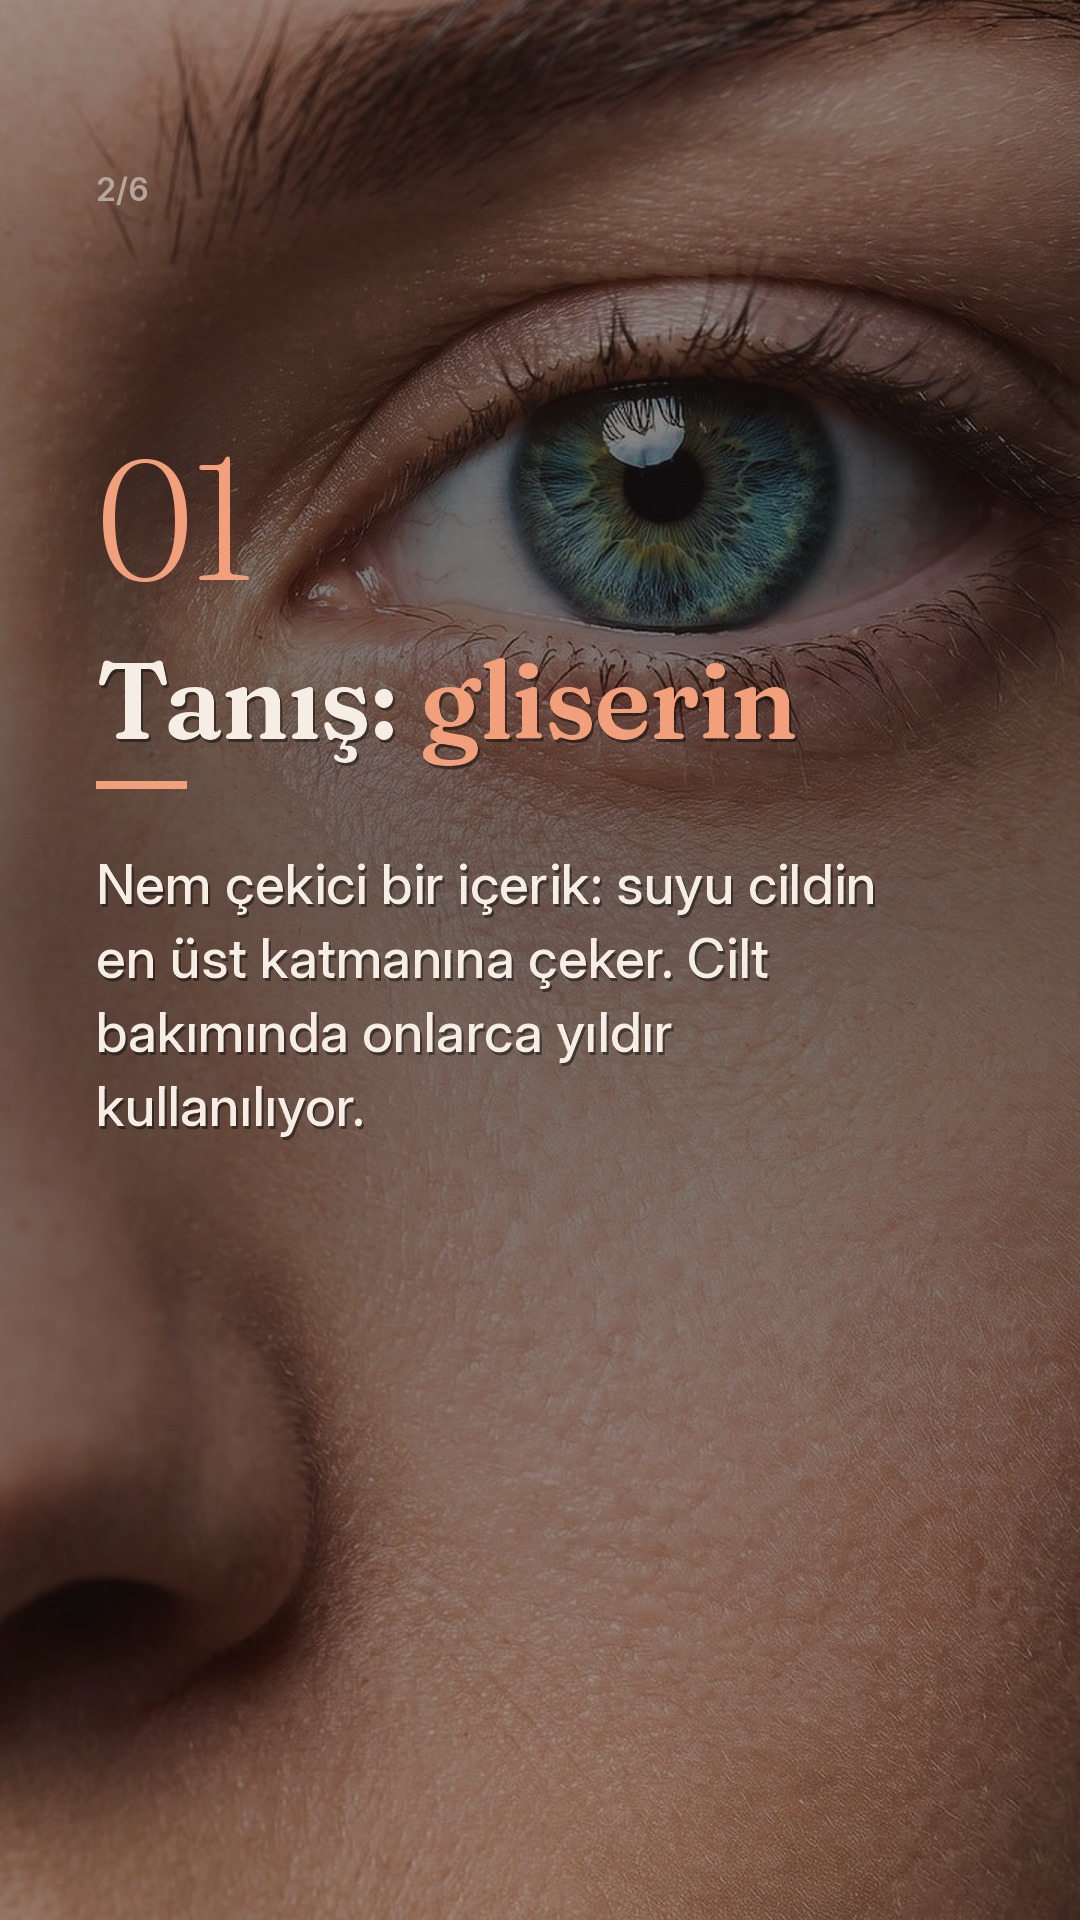 2/6
01
Tanış: gliserin
Nem çekici bir içerik: suyu cildin
en üst katmanına çeker. Cilt
bakımında onlarca yıldır
kullanılıyor.